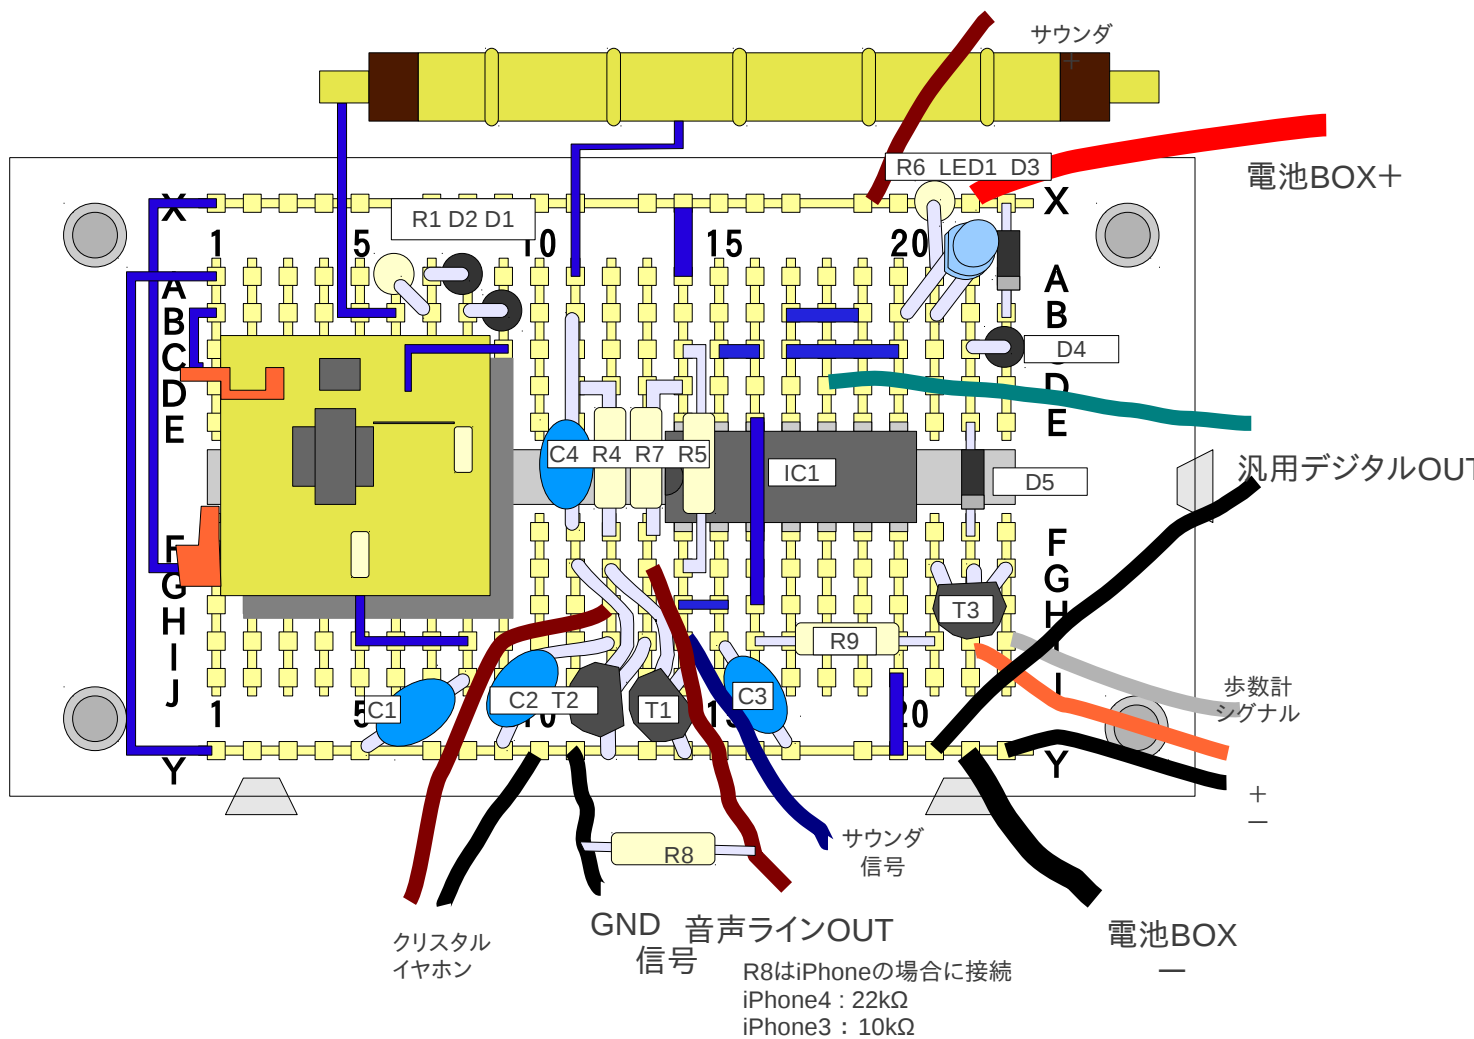 サウンダ
＋
R6 LED1 D3
電池BOX＋
X
X
R1 D2 D1
1
5
10
15
20
A
A
B
B
C
D4
D
D
E
E
C4 R4 R7 R5
IC1
D5
汎用デジタルOUT
F
F
G
G
H
H
T3
I
I
R9
J
J
歩数計
シグナル
C1
C2 T2
T1
C3
1
5
10
15
20
Y
Y
＋
－
R8
サウンダ
信号
クリスタル
イヤホン
GND
信号
音声ラインOUT
電池BOX
－
R8はiPhoneの場合に接続
iPhone4 : 22kΩ
iPhone3 : 10kΩ